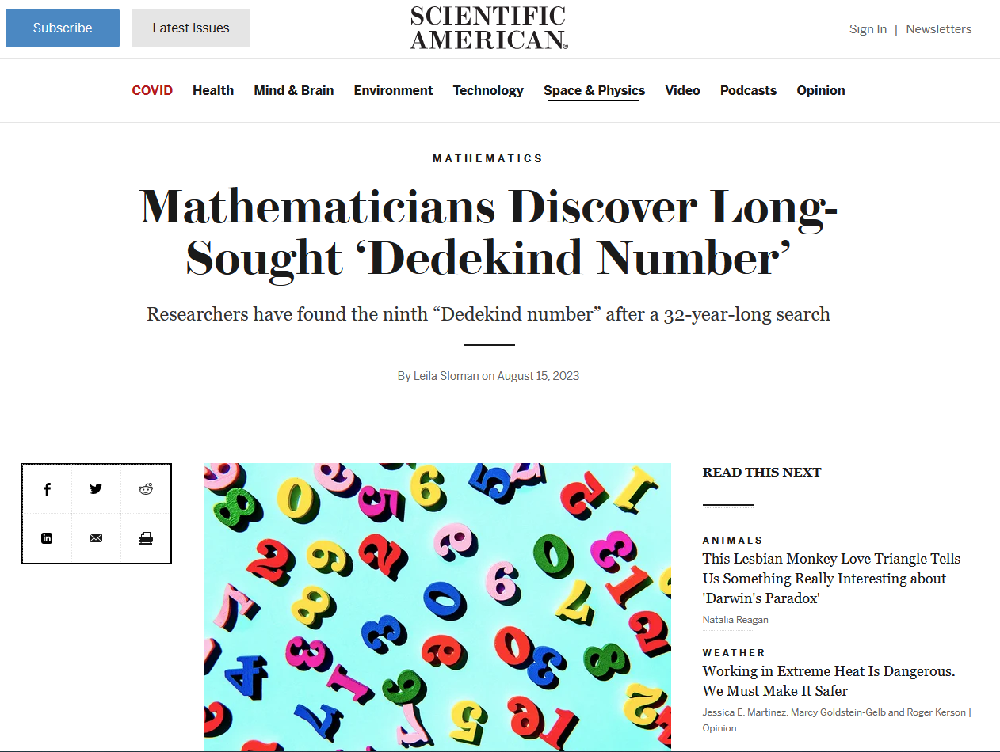 Subscribe
Latest Issues
SCIENTIFIC
AMERICAN®
Sign In | Newsletters
COVID Health Mind & Brain Environment Technology Space & Physics Video Podcasts Opinion
MATHEMATICS
Mathematicians Discover Long-
Sought ‘Dedekind Number’
Researchers have found the ninth “Dedekind number” after a 32-year-long search
By Leila Sloman on August 15, 2023
READ THIS NEXT
ANIMALS
This Lesbian Monkey Love Triangle Tells
Us Something Really Interesting about
'Darwin's Paradox'
Natalia Reagan
WEATHER
Working in Extreme Heat Is Dangerous.
We Must Make It Safer
Jessica E. Martinez, Marcy Goldstein-Gelb and Roger Kerson |
Opinion